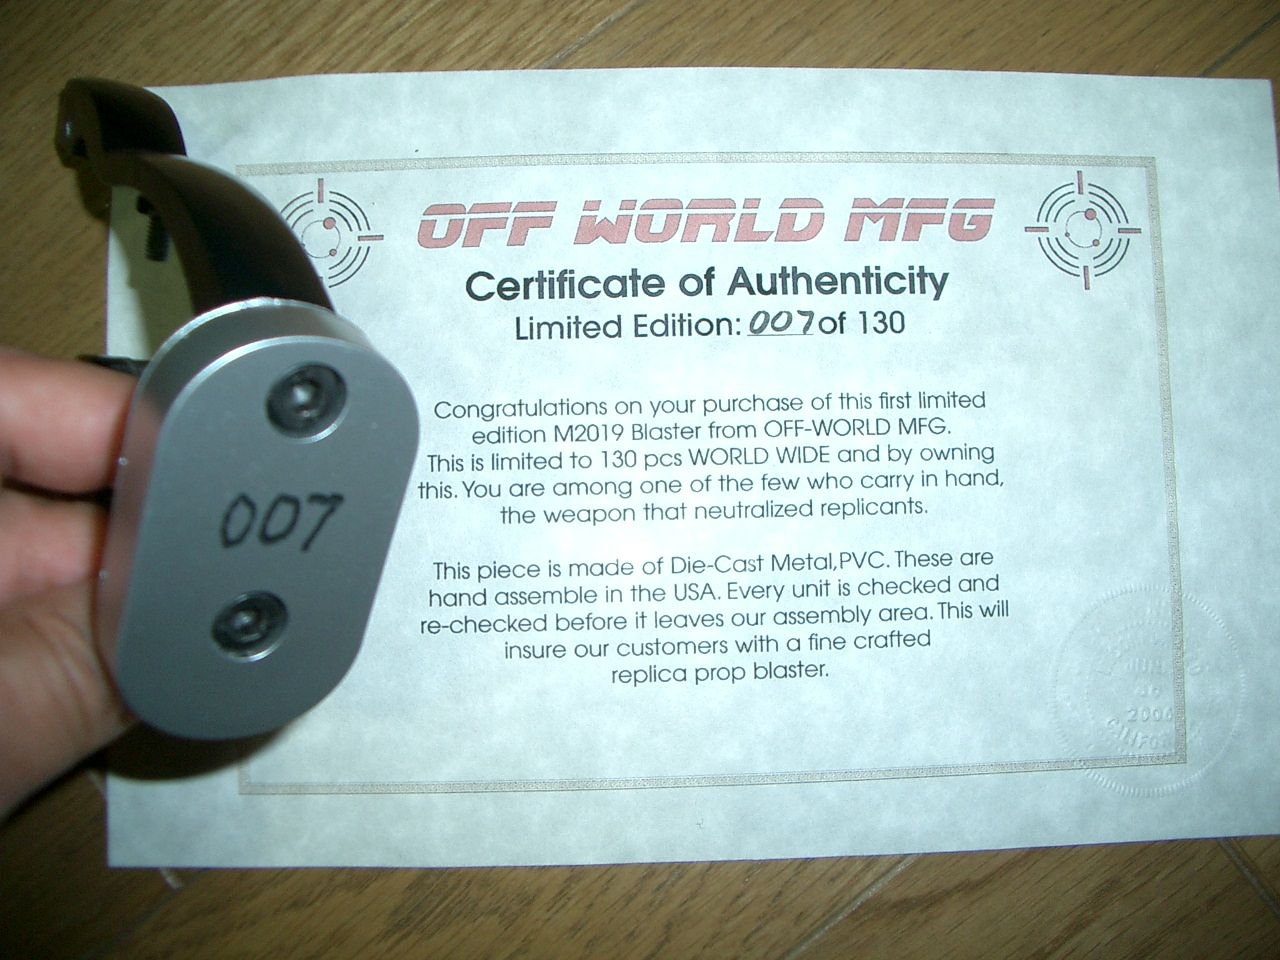 OFF WORLD MFG
Certificate of Authenticity
Limited Edition: 007 of 130
Congratulations on your purchase of this first limited
edition M2019 Blaster from OFF-WORLD MFG.
This is limited to 130 pcs WORLD WIDE and by owning
this. You are among one of the few who carry in hand,
the weapon that neutralized replicants.
This piece is made of Die-Cast Metal,PVC. These are
hand assemble in the USA. Every unit is checked and
re-checked before it leaves our assembly area. This will
insure our customers with a fine crafted
replica prop blaster.
007
2006